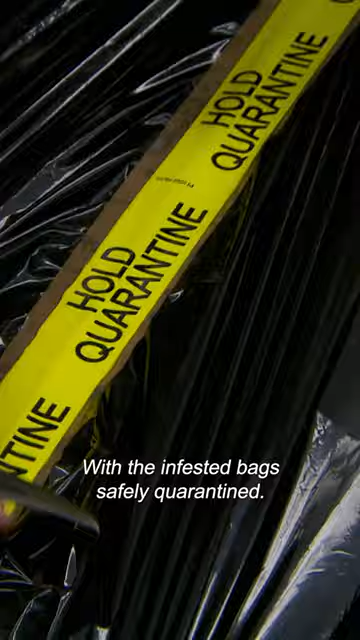 HOLD
QUARANTINE
HOLD
QUARANTINE
NTINE
With the infested bags
safely quarantined.